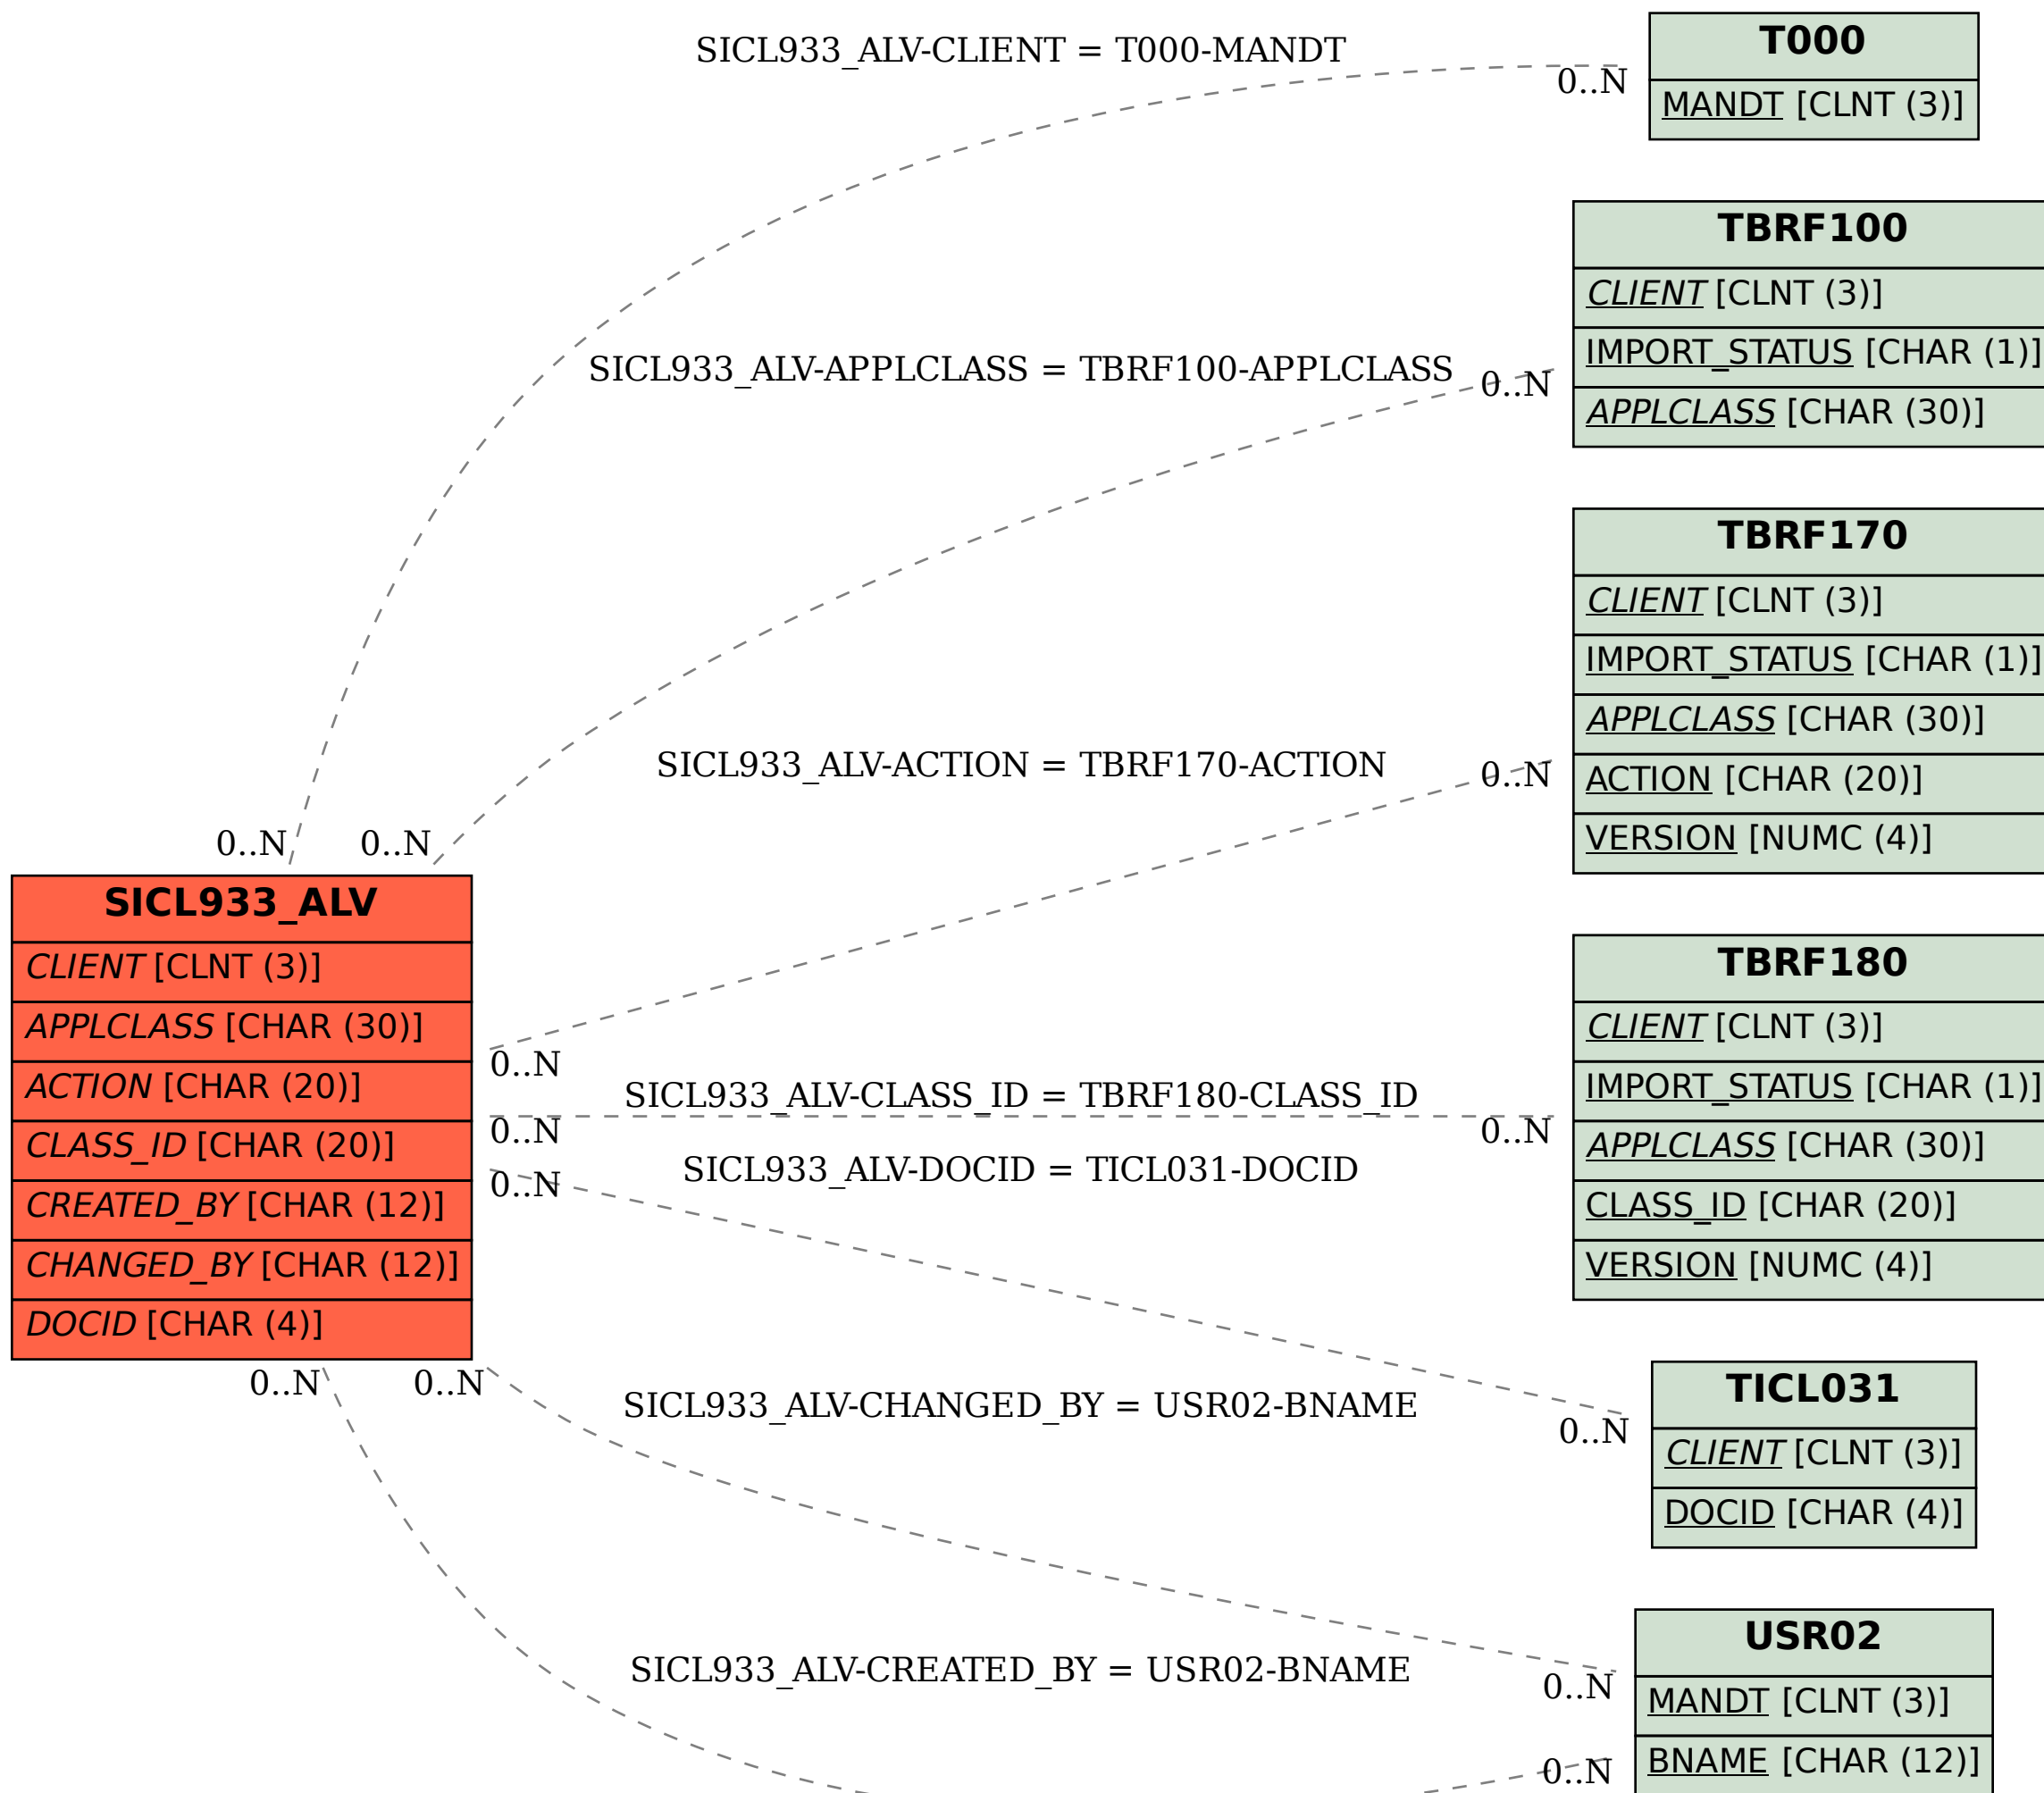 SICL933_ALV-CLIENT = T000-MANDT
0..N
T000
MANDT [CLNT (3)]
TBRF100
CLIENT [CLNT (3)]
IMPORT_STATUS [CHAR (1)]
APPLCLASS [CHAR (30)]
SICL933_ALV-APPLCLASS = TBRF100-APPLCLASS
0..N
TBRF170
CLIENT [CLNT (3)]
IMPORT_STATUS [CHAR (1)]
APPLCLASS [CHAR (30)]
ACTION [CHAR (20)]
VERSION [NUMC (4)]
SICL933_ALV-ACTION = TBRF170-ACTION
0..N
0..N
0..N
SICL933_ALV
CLIENT [CLNT (3)]
APPLCLASS [CHAR (30)]
ACTION [CHAR (20)]
CLASS_ID [CHAR (20)]
CREATED_BY [CHAR (12)]
CHANGED_BY [CHAR (12)]
DOCID [CHAR (4)]
0..N
SICL933_ALV-CLASS_ID = TBRF180-CLASS_ID
0..N
0..N
SICL933_ALV-DOCID = TICL031-DOCID
0..N
TBRF180
CLIENT [CLNT (3)]
IMPORT_STATUS [CHAR (1)]
APPLCLASS [CHAR (30)]
CLASS_ID [CHAR (20)]
VERSION [NUMC (4)]
0..N
0..N
SICL933_ALV-CHANGED_BY = USR02-BNAME
0..N
TICL031
CLIENT [CLNT (3)]
DOCID [CHAR (4)]
SICL933_ALV-CREATED_BY = USR02-BNAME
0..N
0..N
USR02
MANDT [CLNT (3)]
BNAME [CHAR (12)]